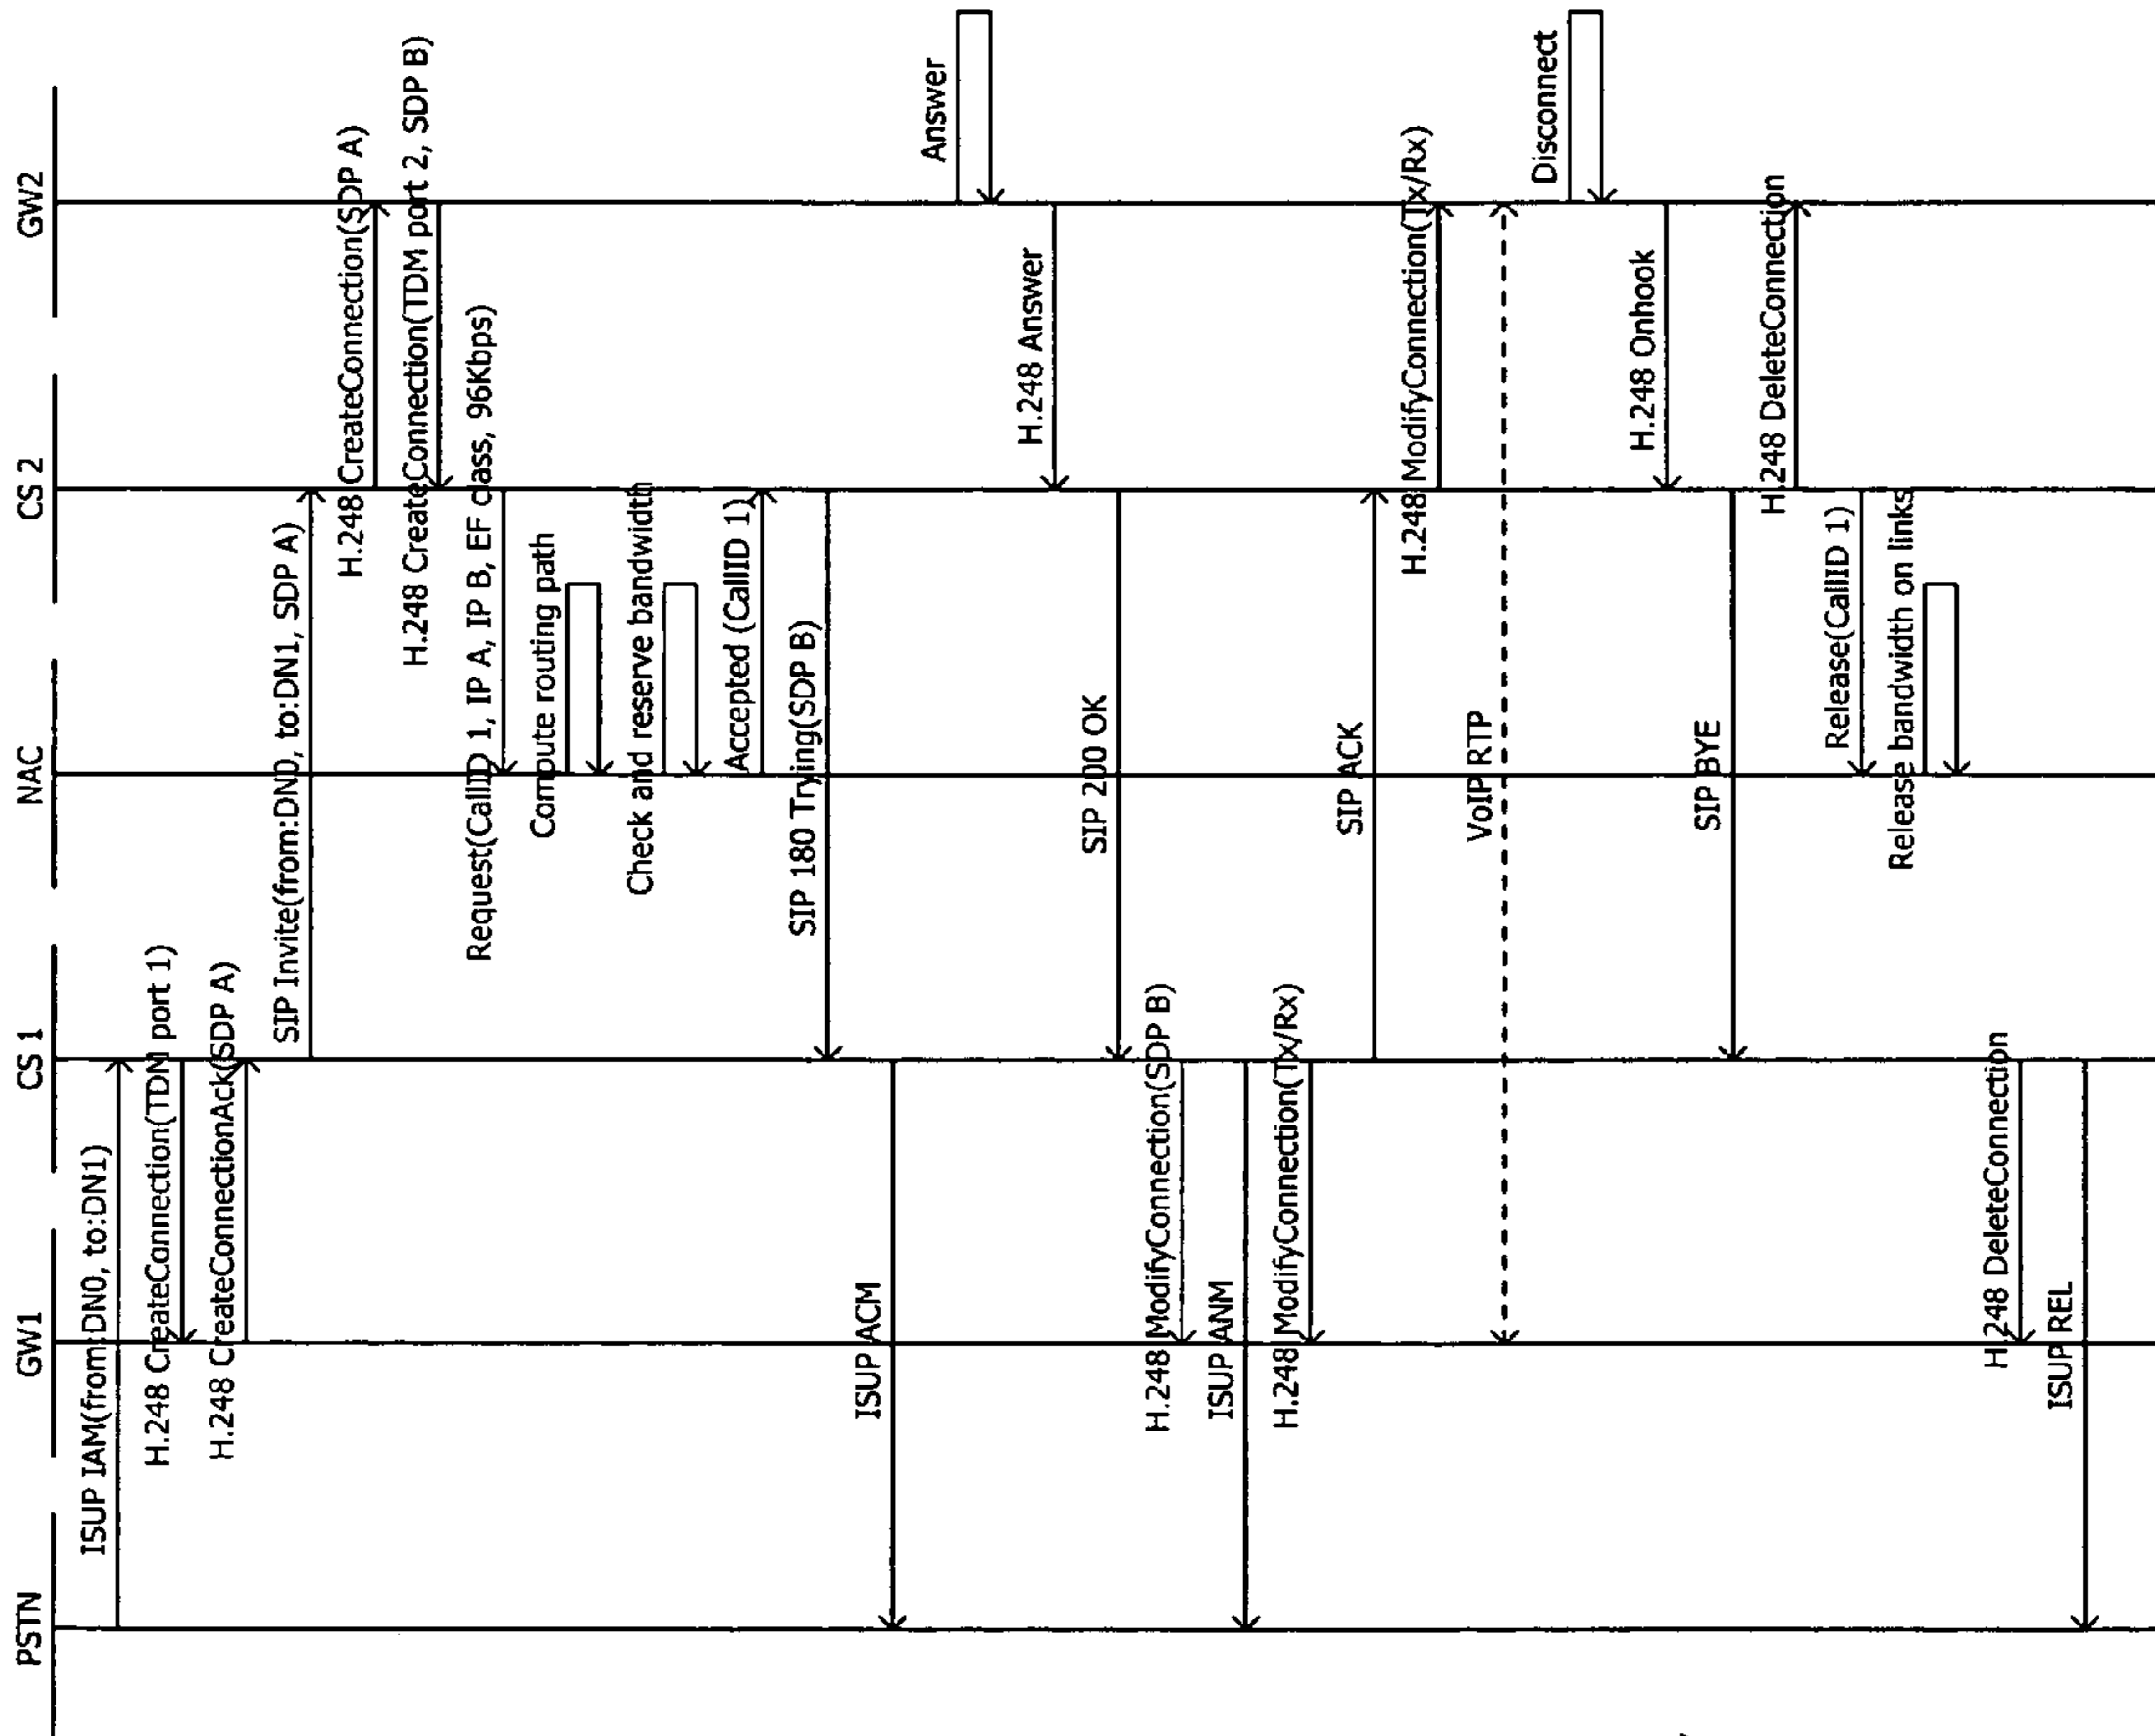 PSTN
GW1
CS 1
NAC
CS 2
GW2
ISUP IAM(from:DN0, to:DN1)
H.248 CreateConnection(TDM port 1)
H.248 CreateConnectionAck(SDP A)
SIP Invite(from:DN0, to:DN1, SDP A)
H.248 CreateConnection(SDP A)
H.248 CreateConnection(TDM port 2, SDP B)
Request(CallID 1, IP A, IP B, EF class, 96Kbps)
Compute routing path
Check and reserve bandwidth
Accepted (CallID 1)
SIP 180 Trying(SDP B)
ISUP ACM
Answer
H.248 Answer
SIP 200 OK
H.248 ModifyConnection(SDP B)
ISUP ANM
H.248 ModifyConnection(Tx/Rx)
SIP ACK
H.248 ModifyConnection(Tx/Rx)
VoIP RTP
Disconnect
H.248 Onhook
SIP BYE
H.248 DeleteConnection
Release(CallID 1)
Release bandwidth on links
H.248 DeleteConnection
ISUP REL